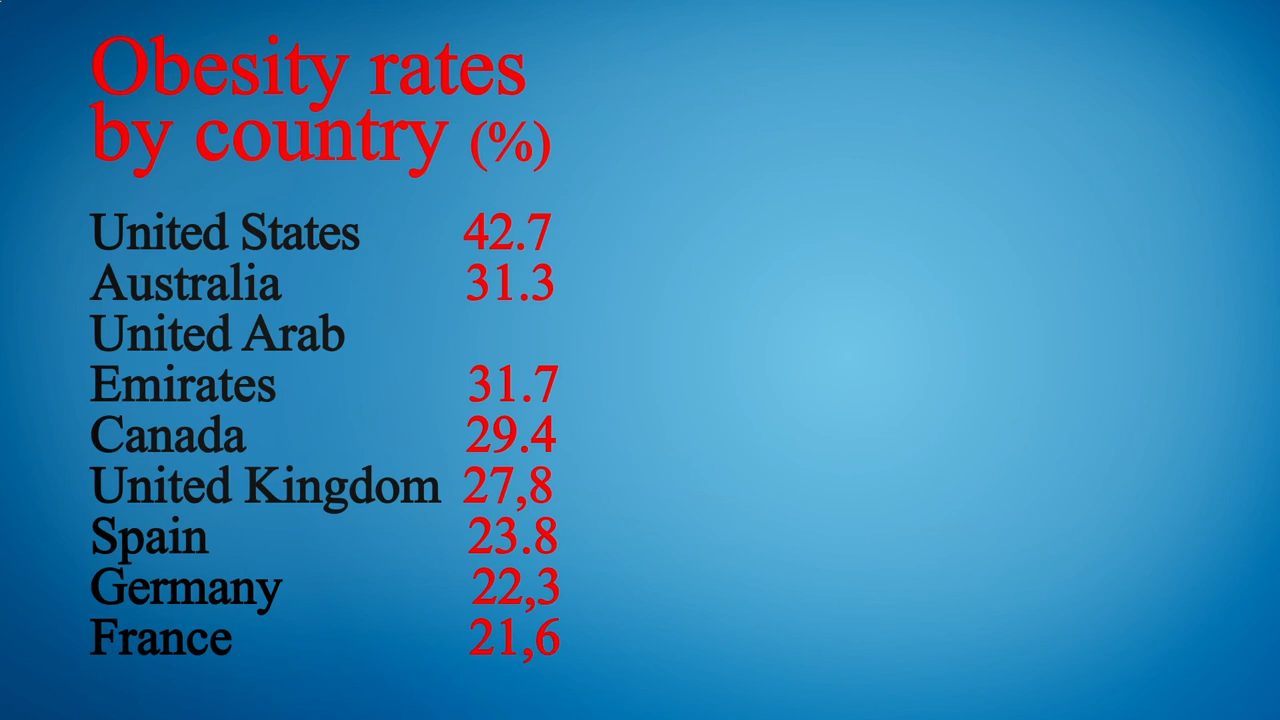 Obesity rates
by country (%)
United States 42.7
Australia 31.3
United Arab
Emirates 31.7
Canada 29.4
United Kingdom 27,8
Spain 23.8
Germany 22,3
France 21,6